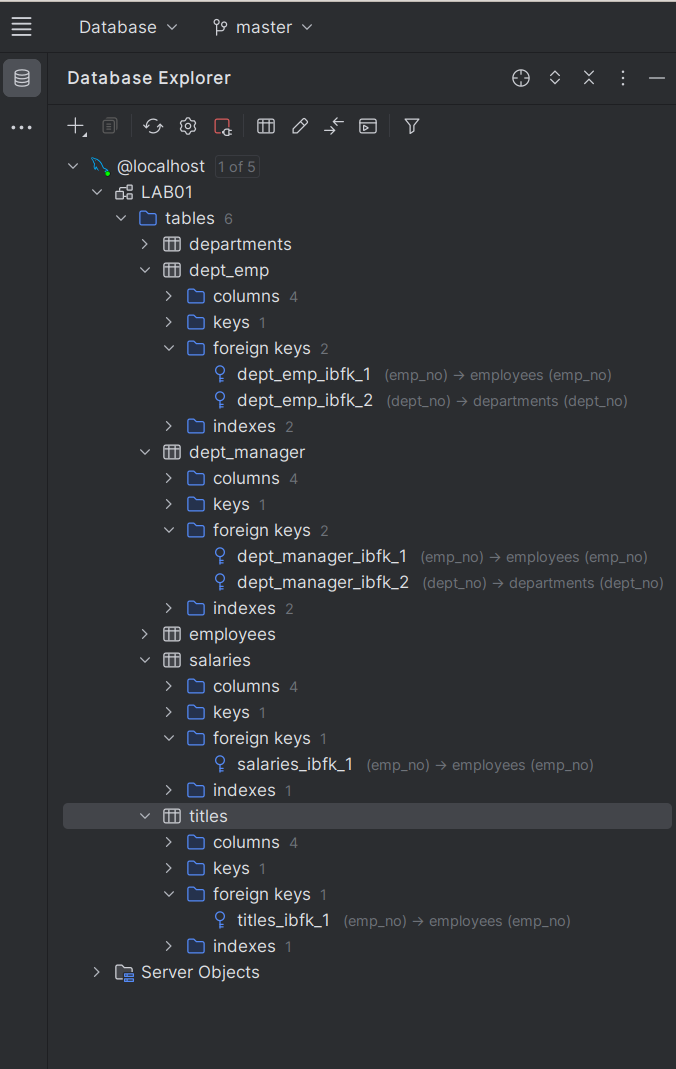 Database master
Database Explorer
@localhost 1 of 5
LAB01
tables 6
departments
dept_emp
columns 4
keys 1
foreign keys 2
dept_emp_ibfk_1 (emp_no) → employees (emp_no)
dept_emp_ibfk_2 (dept_no) → departments (dept_no)
indexes 2
dept_manager
columns 4
keys 1
foreign keys 2
dept_manager_ibfk_1 (emp_no) → employees (emp_no)
dept_manager_ibfk_2 (dept_no) → departments (dept_no)
indexes 2
employees
salaries
columns 4
keys 1
foreign keys 1
salaries_ibfk_1 (emp_no) → employees (emp_no)
indexes 1
titles
columns 4
keys 1
foreign keys 1
titles_ibfk_1 (emp_no) → employees (emp_no)
indexes 1
Server Objects